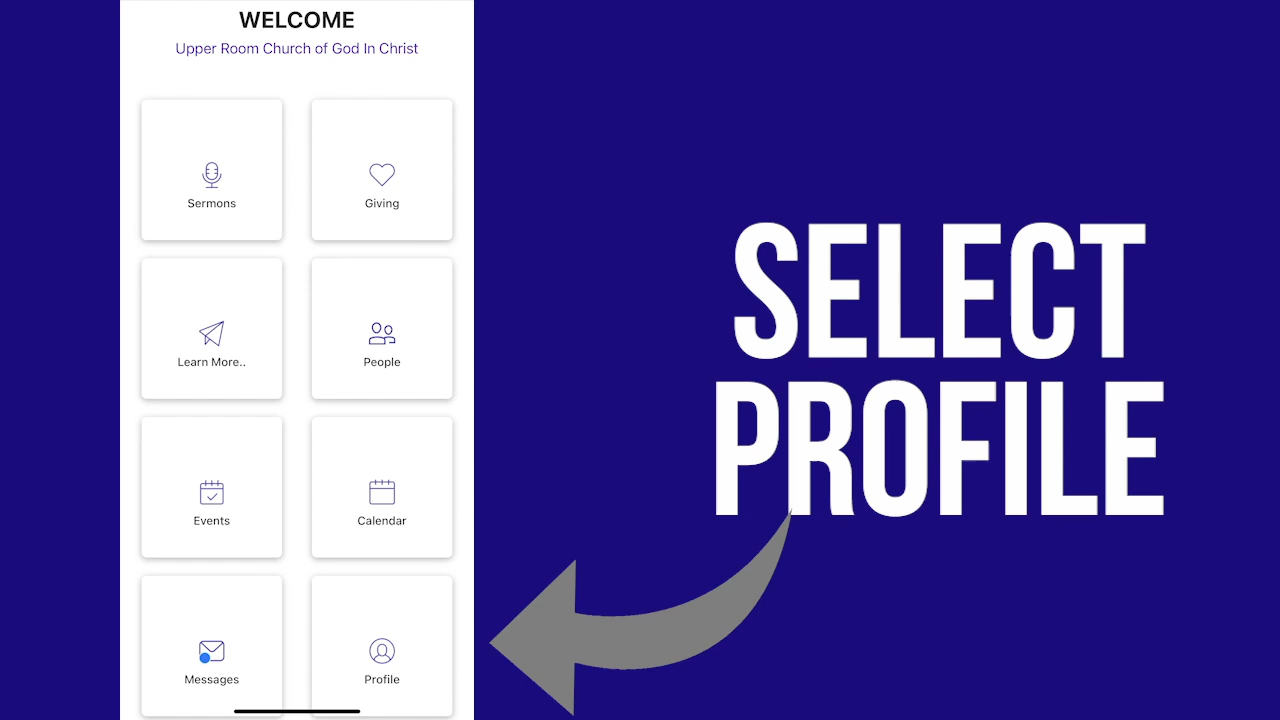 WELCOME
Upper Room Church of God In Christ
Sermons
Giving
Learn More..
People
Events
Calendar
Messages
Profile
SELECT
PROFILE